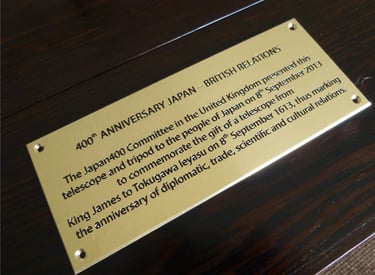 400th ANNIVERSARY JAPAN – BRITISH RELATIONS
The Japan400 Committee in the United Kingdom presented this
telescope and tripod to the people of Japan on 8th September 2013
to commemorate the gift of a telescope from
King James to Tokugawa Ieyasu on 8th September 1613, thus marking
the anniversary of diplomatic, trade, scientific and cultural relations.